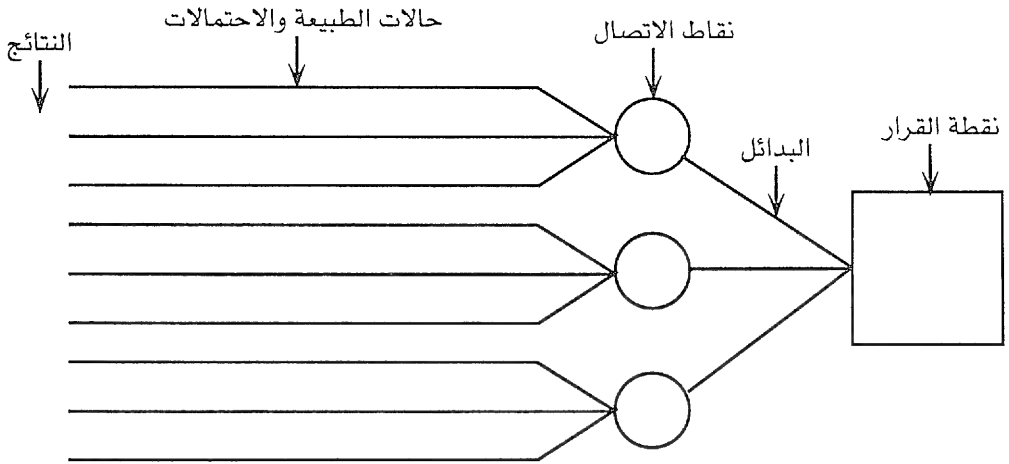 حالات الطبيعة والاحتمالات
نقاط الاتصال
النتائج
نقطة القرار
البدائل